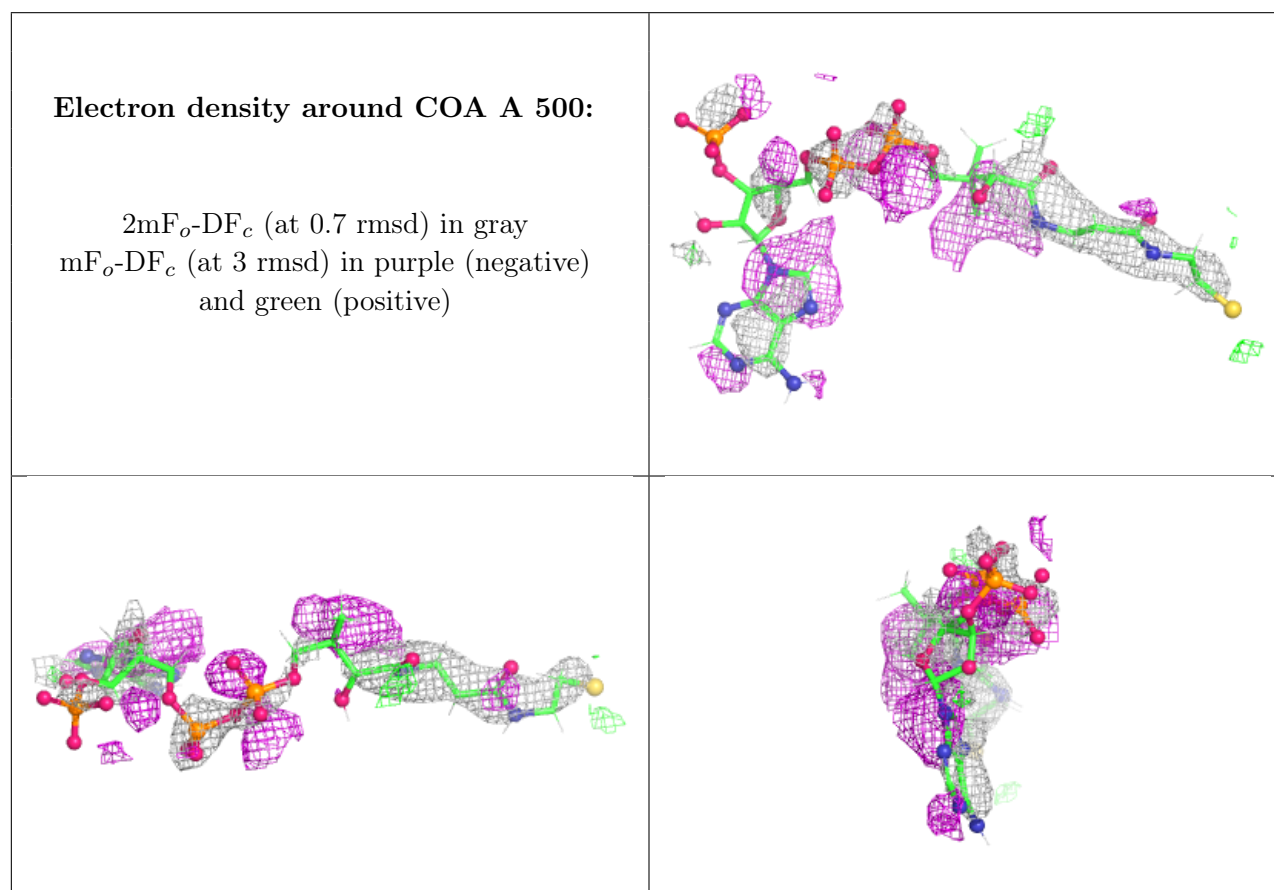 Electron density around COA A 500:
2mFo-DFc (at 0.7 rmsd) in gray
mFo-DFc (at 3 rmsd) in purple (negative)
and green (positive)